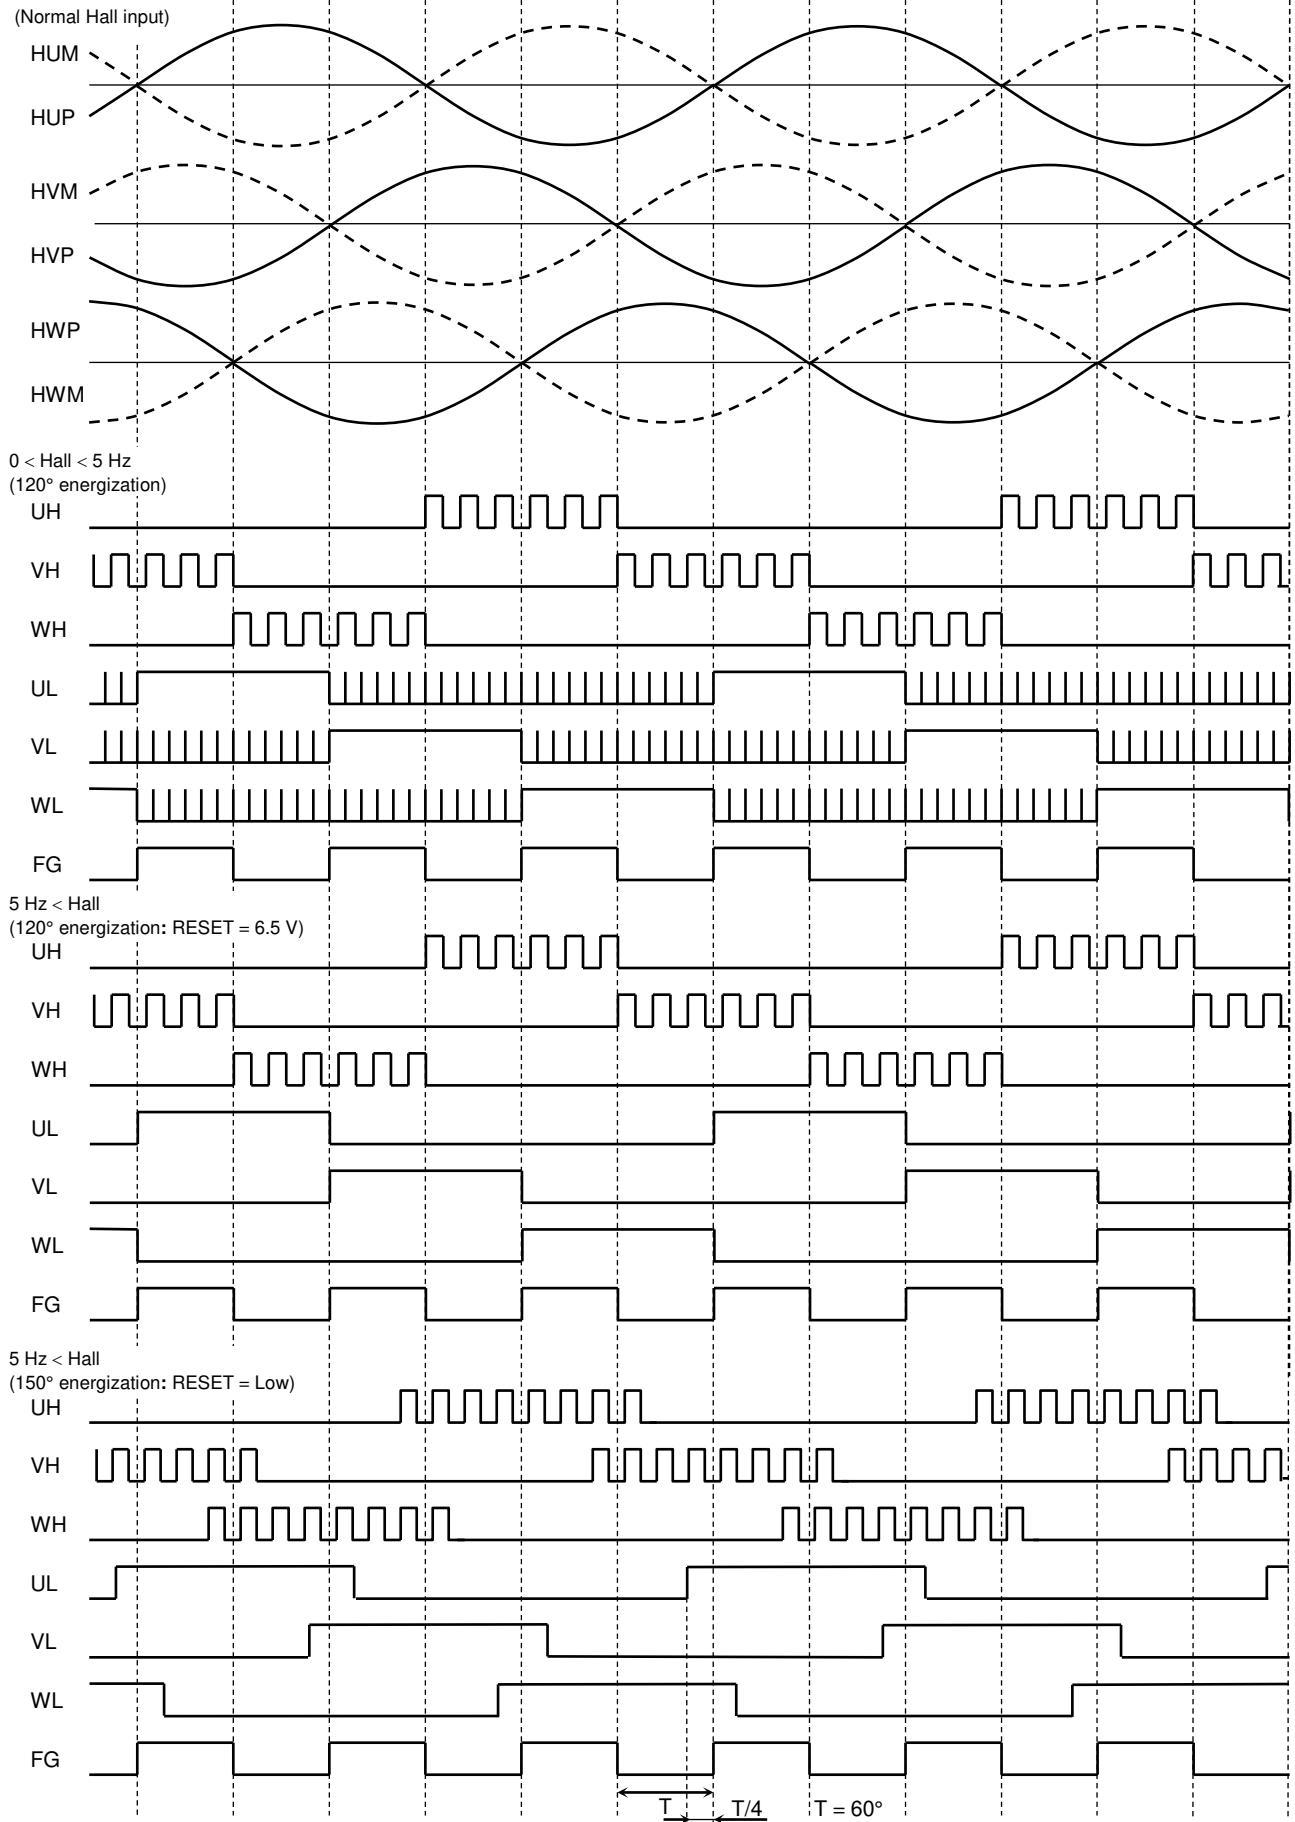 (Normal Hall input)
HUM
HUP
HVM
HVP
HWP
HWM
0 < Hall < 5 Hz
(120° energization)
UH
VH
WH
UL
VL
WL
FG
5 Hz < Hall
(120° energization: RESET = 6.5 V)
UH
VH
WH
UL
VL
WL
FG
5 Hz < Hall
(150° energization: RESET = Low)
UH
VH
WH
UL
VL
WL
FG
T T/4 T = 60°